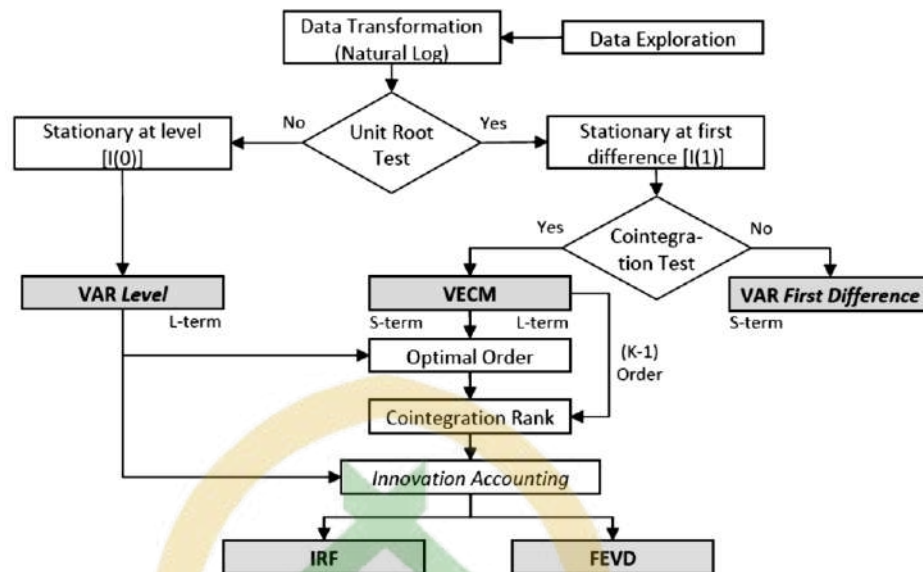 Data Transformation
(Natural Log)
Data Exploration
No
Unit Root
Test
Yes
Stationary at level
[I(0)]
Stationary at first
difference [I(1)]
Yes
Cointegra-
tion Test
No
VAR Level
VECM
VAR First Difference
L-term
S-term
L-term
S-term
Optimal Order
(K-1)
Order
Cointegration Rank
Innovation Accounting
IRF
FEVD